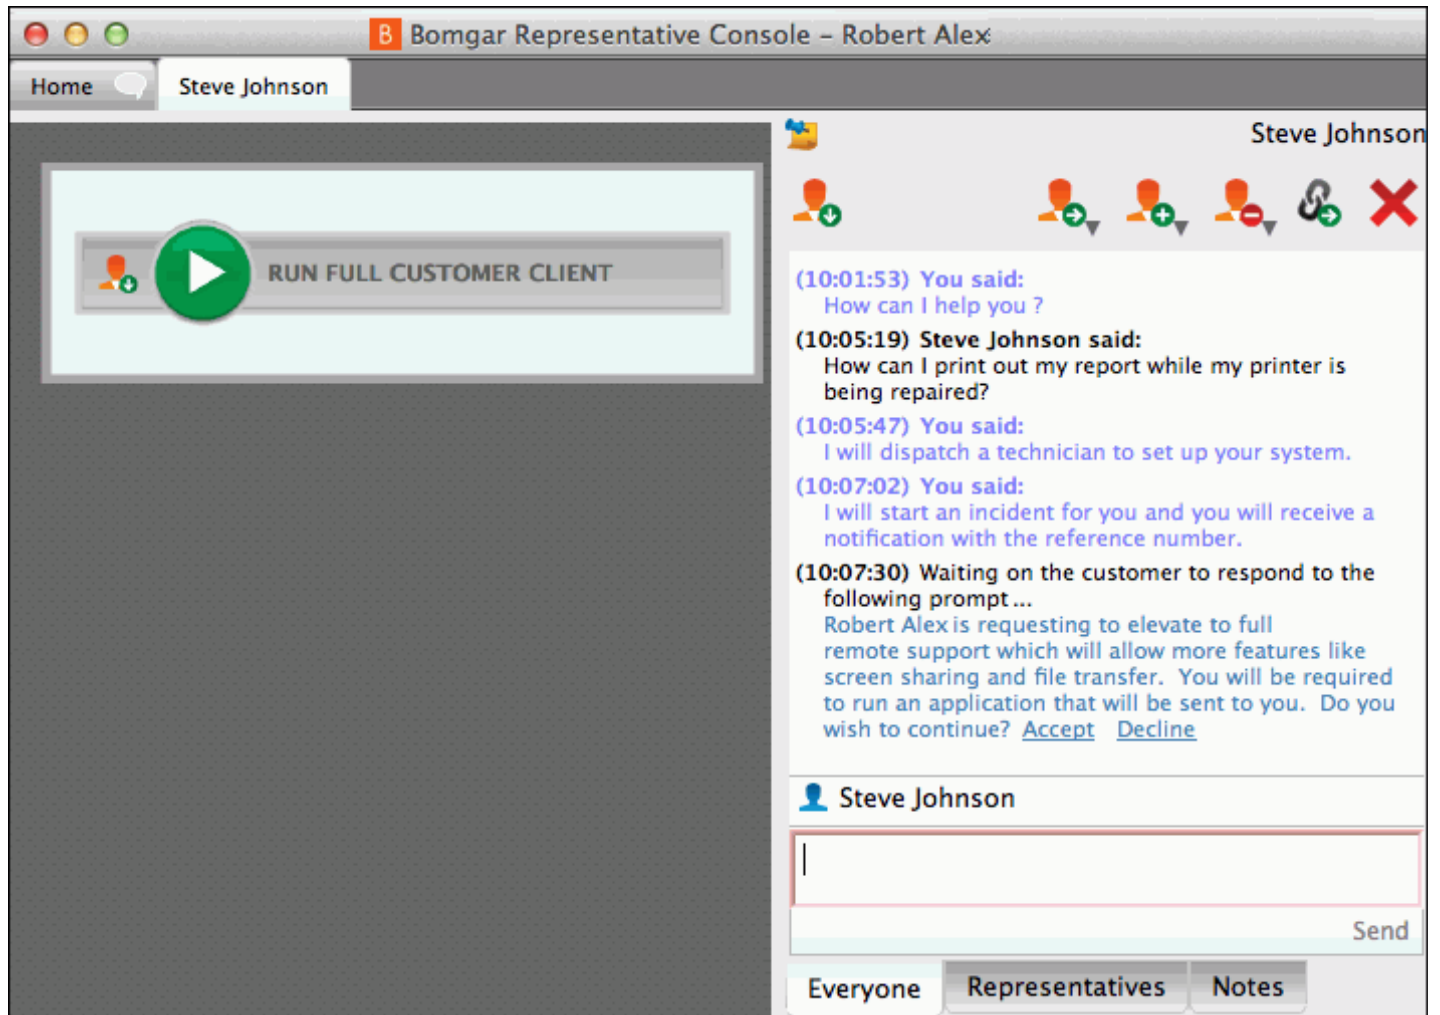 B Bomgar Representative Console – Robert Alex
Home Steve Johnson
Steve Johnson
RUN FULL CUSTOMER CLIENT
(10:01:53) You said:
How can I help you ?
(10:05:19) Steve Johnson said:
How can I print out my report while my printer is
being repaired?
(10:05:47) You said:
I will dispatch a technician to set up your system.
(10:07:02) You said:
I will start an incident for you and you will receive a
notification with the reference number.
(10:07:30) Waiting on the customer to respond to the
following prompt...
Robert Alex is requesting to elevate to full
remote support which will allow more features like
screen sharing and file transfer. You will be required
to run an application that will be sent to you. Do you
wish to continue? Accept Decline
Steve Johnson
Send
Everyone Representatives Notes